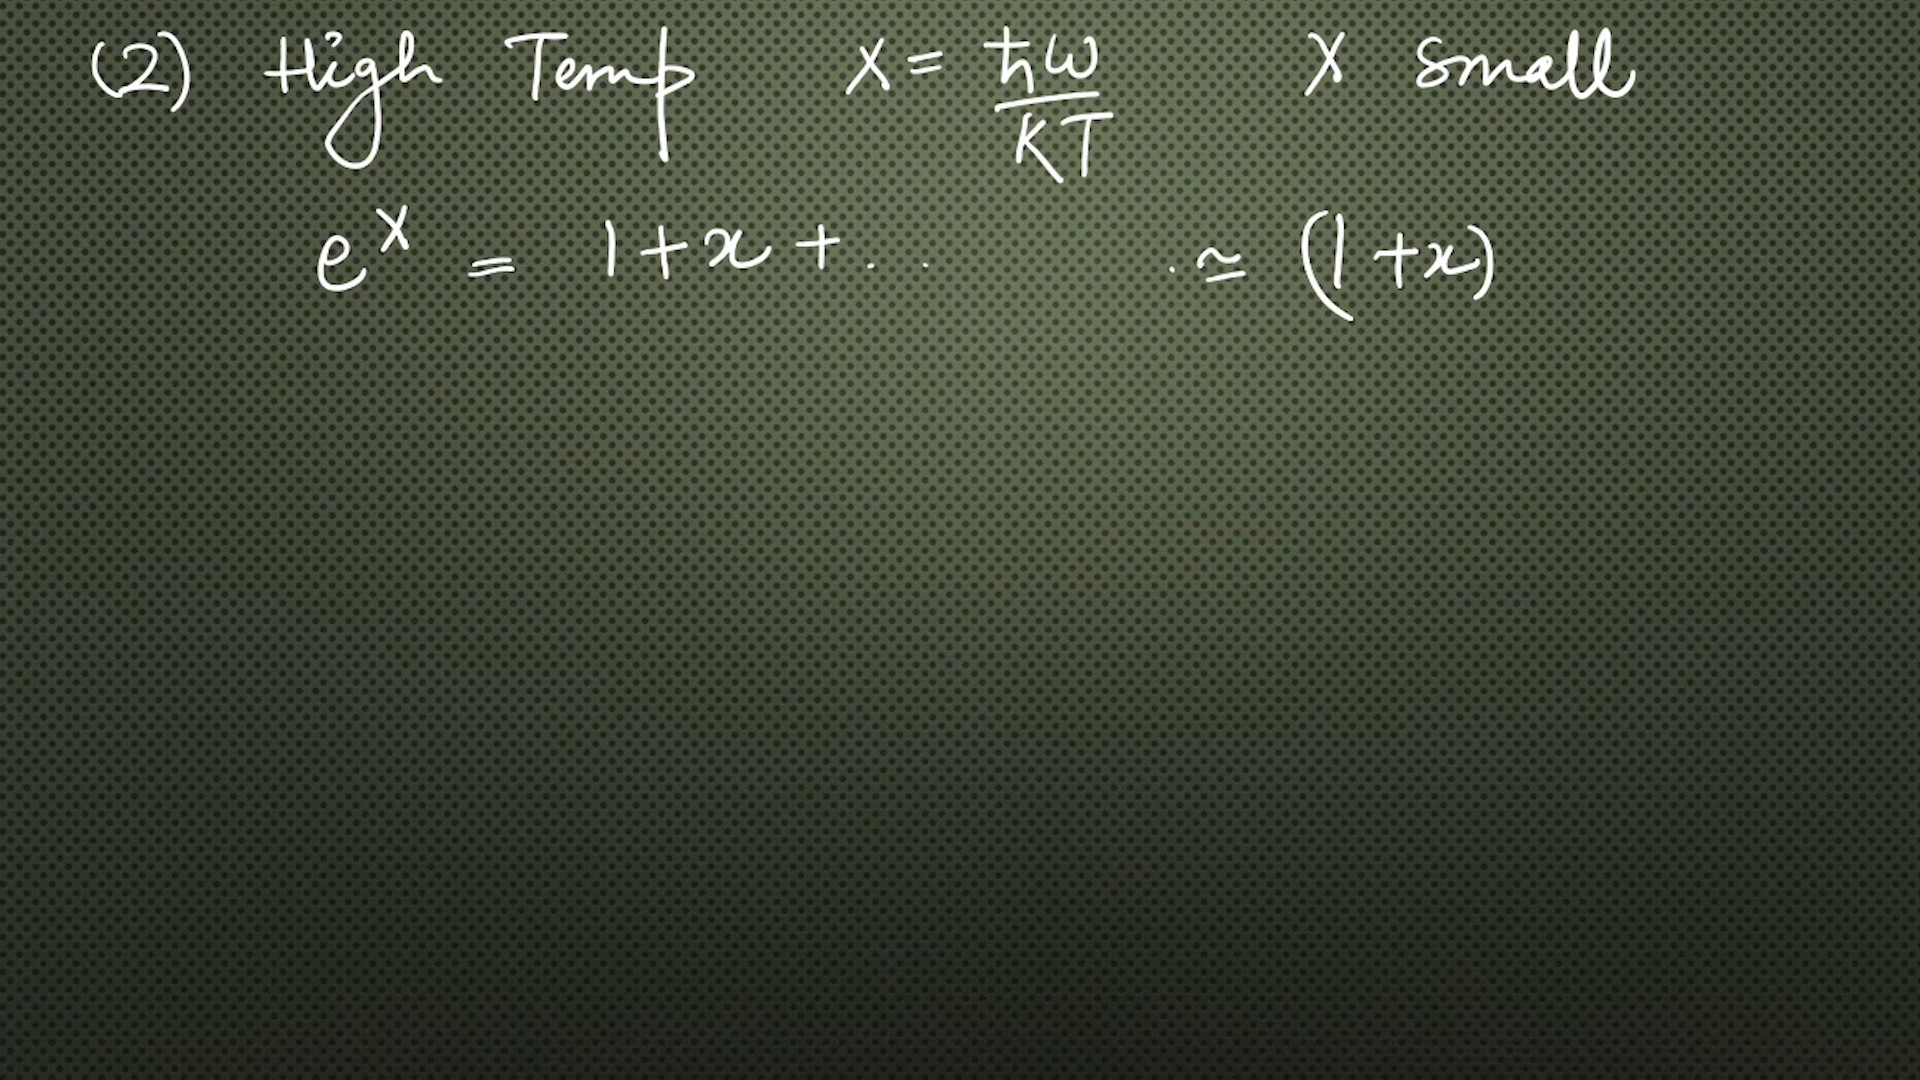 (2) High Temp x = ħω/KT x small
e^x = 1 + x + . . . ≃ (1 + x)